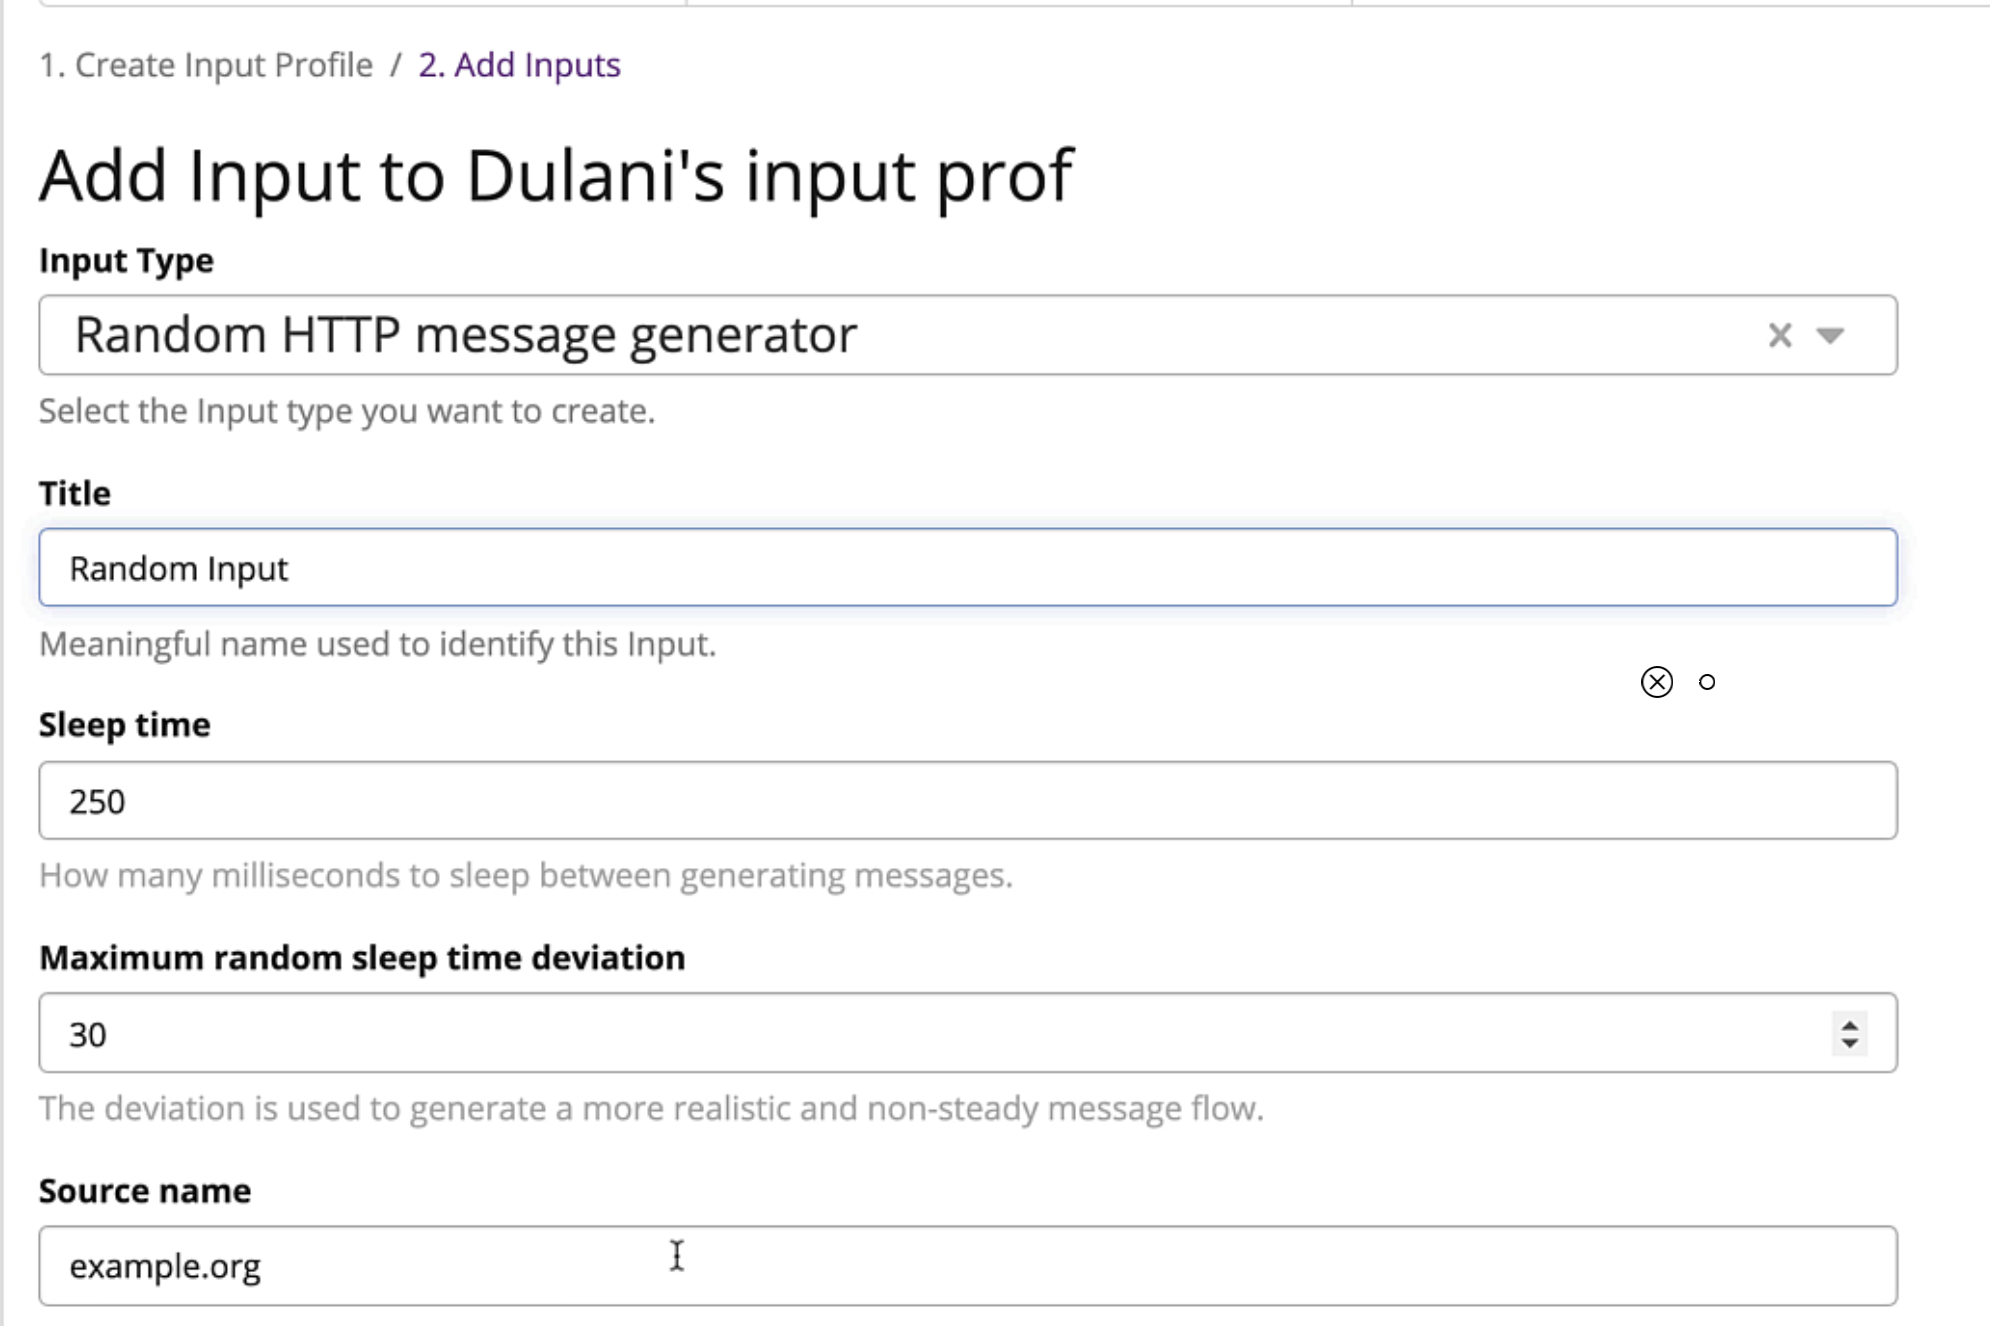 1. Create Input Profile / 2. Add Inputs
Add Input to Dulani's input prof
Input Type
Random HTTP message generator
Select the Input type you want to create.
Title
Random Input
Meaningful name used to identify this Input.
Sleep time
250
How many milliseconds to sleep between generating messages.
Maximum random sleep time deviation
30
The deviation is used to generate a more realistic and non-steady message flow.
Source name
example.org